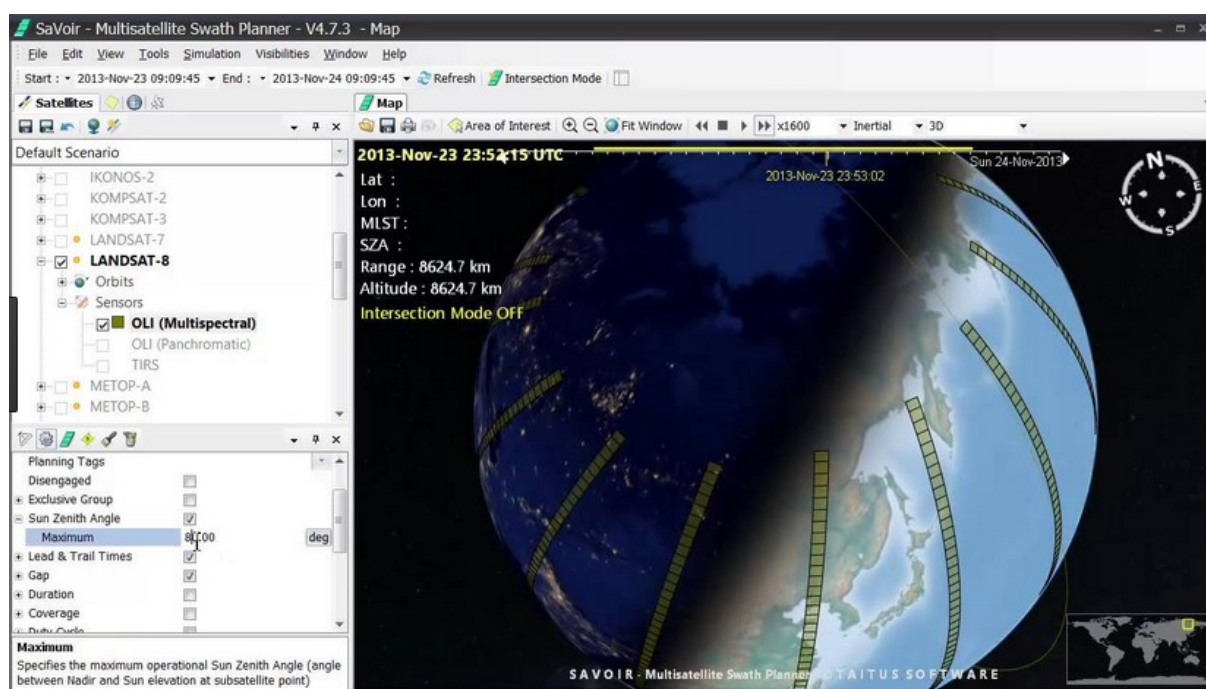 SaVoir - Multisatellite Swath Planner - V4.7.3 - Map
File Edit View Tools Simulation Visibilities Window Help
Start : 2013-Nov-23 09:09:45 End : 2013-Nov-24 09:09:45 Refresh Intersection Mode
Satellites
Map
Area of Interest Fit Window x1600 Inertial 3D
Default Scenario
IKONOS-2
KOMPSAT-2
KOMPSAT-3
LANDSAT-7
LANDSAT-8
Orbits
Sensors
OLI (Multispectral)
OLI (Panchromatic)
TIRS
METOP-A
METOP-B
Planning Tags
Disengaged
Exclusive Group
Sun Zenith Angle
Maximum deg
Lead & Trail Times
Gap
Duration
Coverage
Duty Cycle
Maximum
Specifies the maximum operational Sun Zenith Angle (angle
between Nadir and Sun elevation at subsatellite point)
2013-Nov-23 23:52:15 UTC
Sun 24-Nov-2013
2013-Nov-23 23:53:02
Lat :
Lon :
MLST :
SZA :
Range : 8624.7 km
Altitude : 8624.7 km
Intersection Mode OFF
N
W
E
S
SAVOIR - Multisatellite Swath Planner © TAITUS SOFTWARE